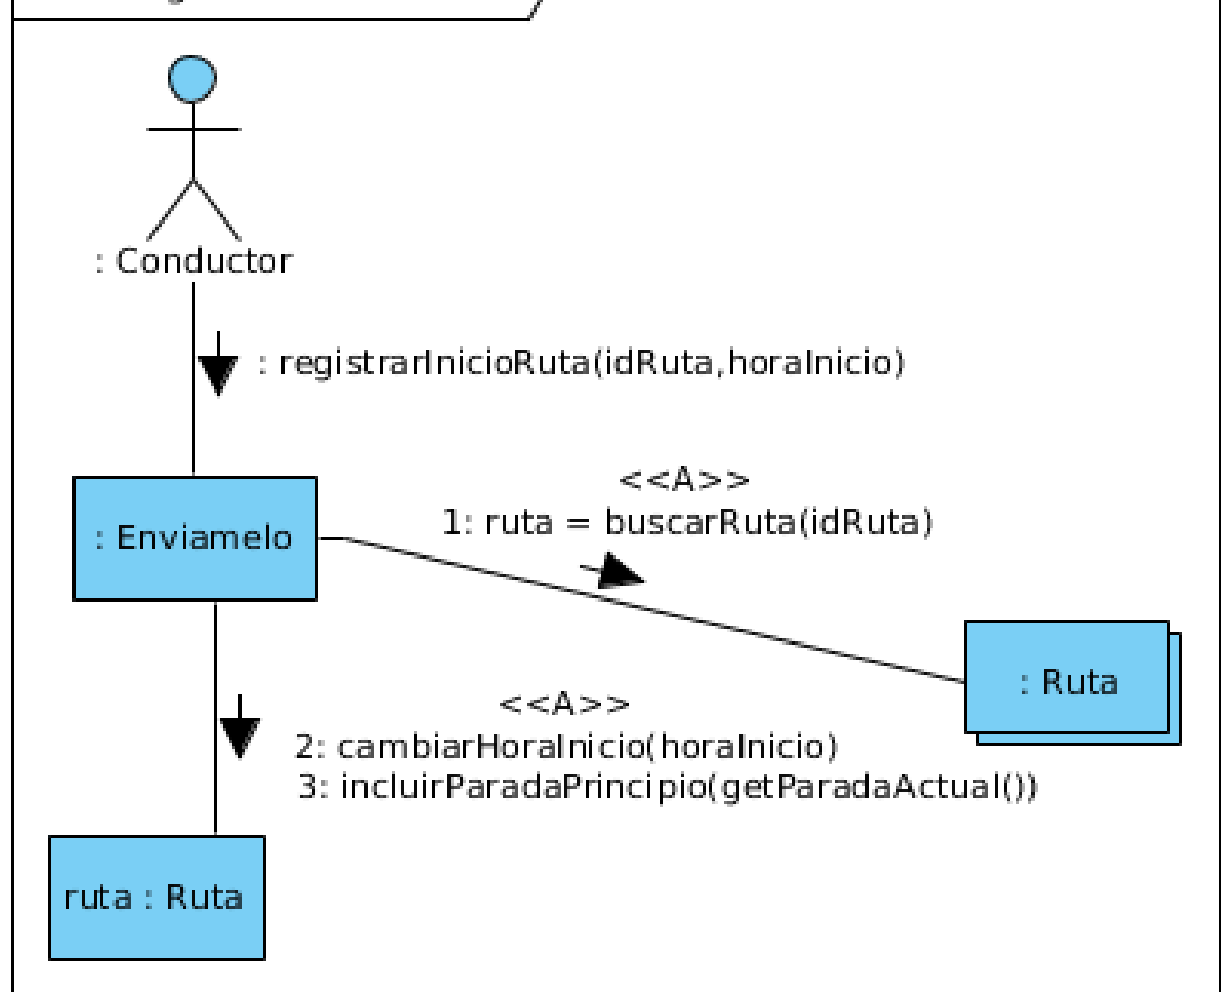 : Conductor
: registrarInicioRuta(idRuta,horaInicio)
<<A>>
1: ruta = buscarRuta(idRuta)
: Enviamelo
: Ruta
<<A>>
2: cambiarHoraInicio(horaInicio)
3: incluirParadaPrincipio(getParadaActual())
ruta : Ruta